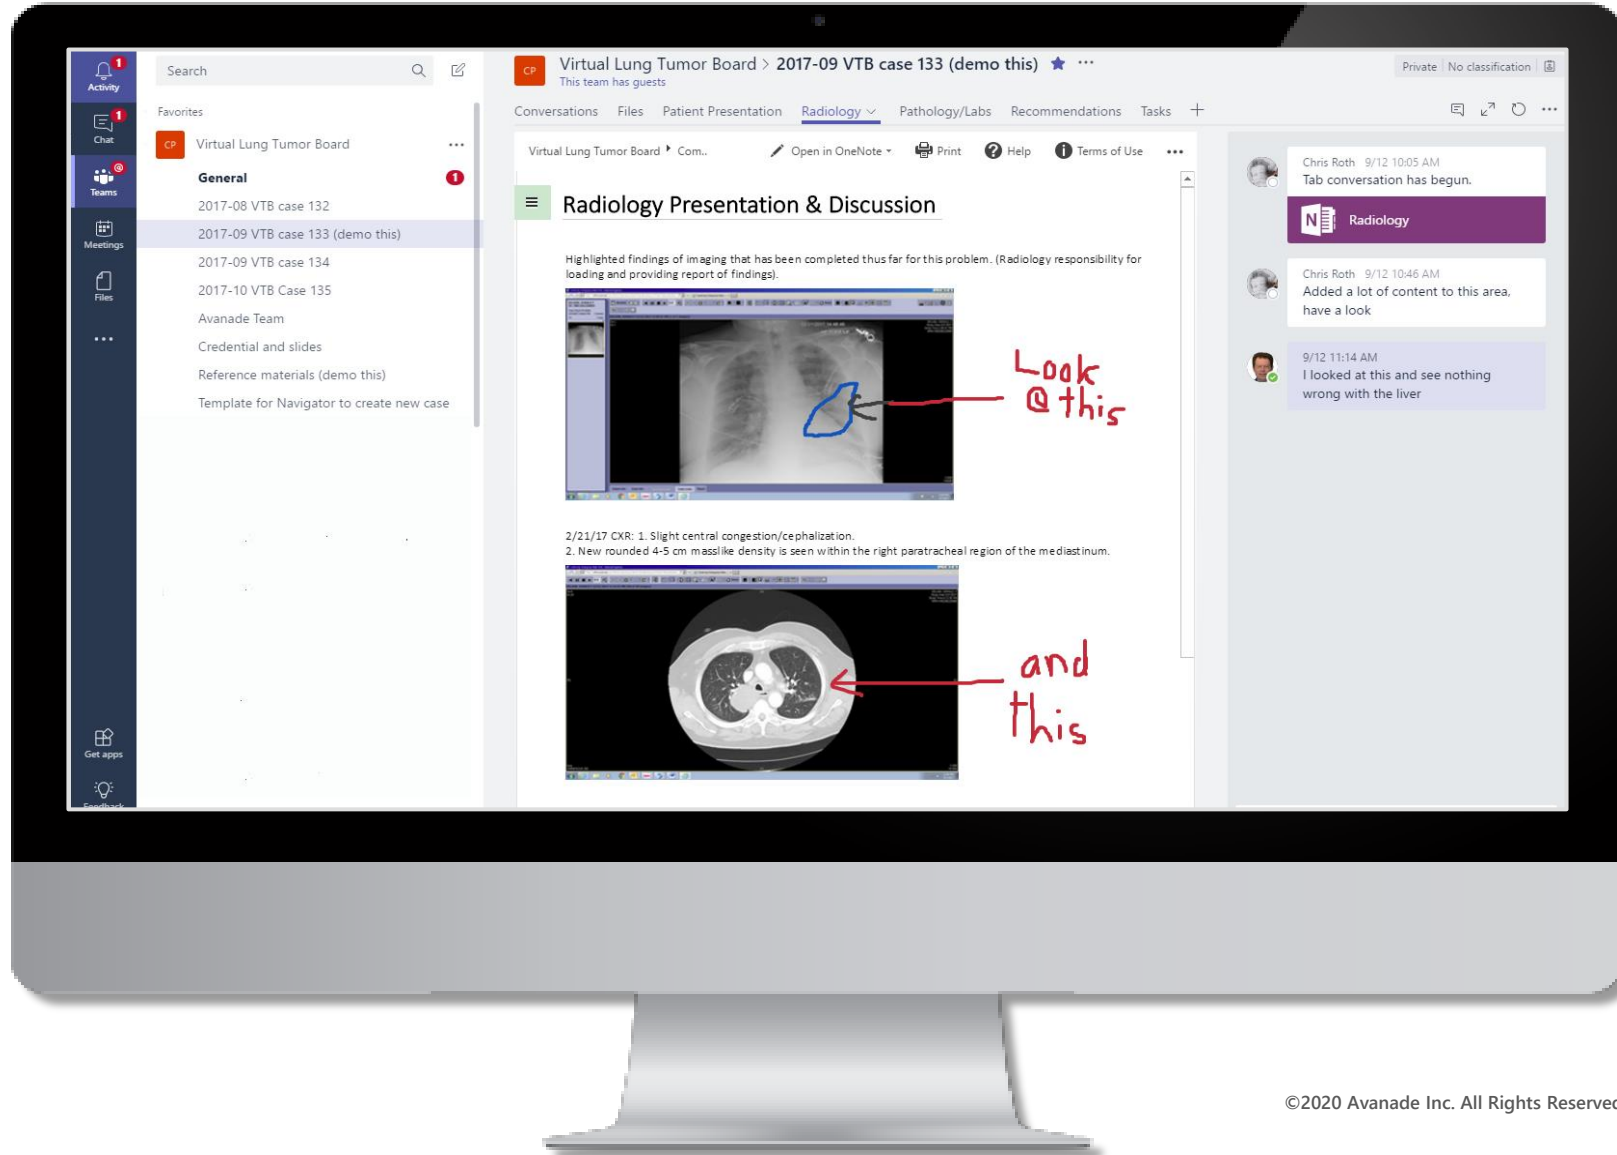 1
Activity
1
Chat
@
Teams
Meetings
Files
Get apps
Search
Favorites
CP Virtual Lung Tumor Board
General 1
2017-08 VTB case 132
2017-09 VTB case 133 (demo this)
2017-09 VTB case 134
2017-10 VTB Case 135
Avanade Team
Credential and slides
Reference materials (demo this)
Template for Navigator to create new case
CP Virtual Lung Tumor Board > 2017-09 VTB case 133 (demo this)
This team has guests
Private No classification
Conversations Files Patient Presentation Radiology Pathology/Labs Recommendations Tasks
Virtual Lung Tumor Board Com.. Open in OneNote Print Help Terms of Use
Radiology Presentation & Discussion
Highlighted findings of imaging that has been completed thus far for this problem. (Radiology responsibility for
loading and providing report of findings).
Look
@ this
2/21/17 CXR: 1. Slight central congestion/cephalization.
2. New rounded 4-5 cm masslike density is seen within the right paratracheal region of the mediastinum.
and
this
Chris Roth 9/12 10:05 AM
Tab conversation has begun.
N Radiology
Chris Roth 9/12 10:46 AM
Added a lot of content to this area,
have a look
9/12 11:14 AM
I looked at this and see nothing
wrong with the liver
©2020 Avanade Inc. All Rights Reserved